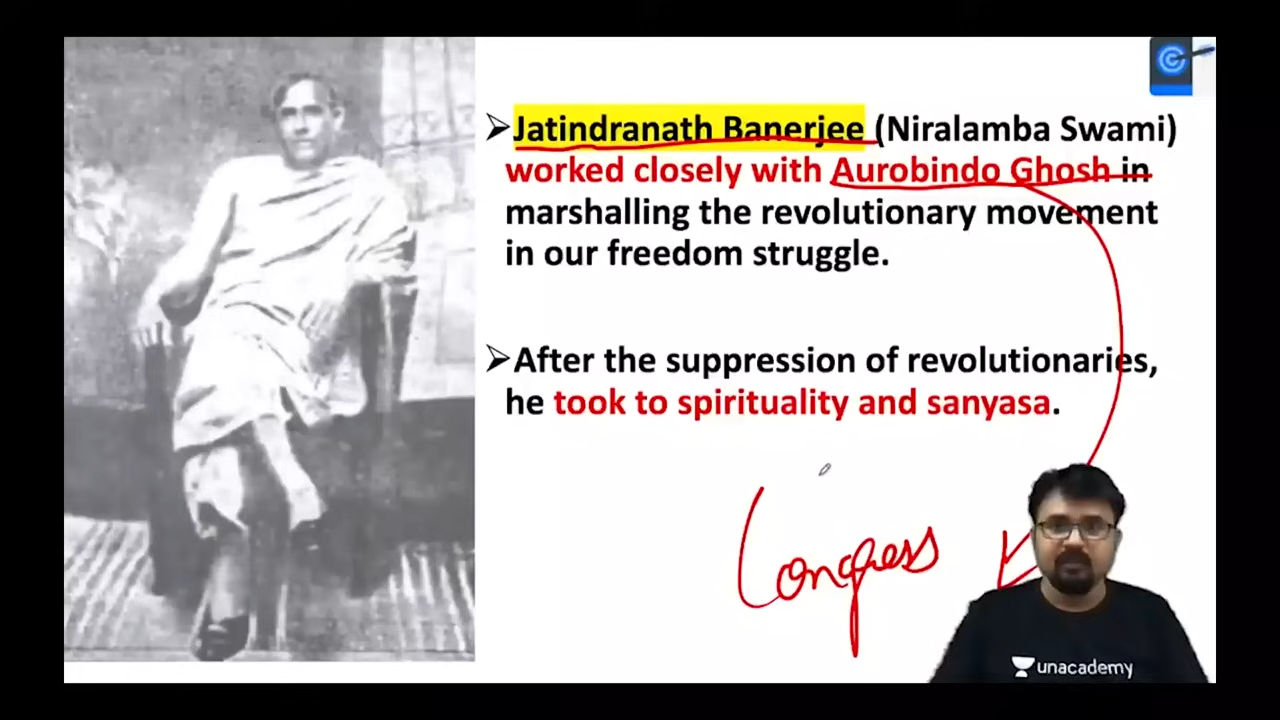 ➢Jatindranath Banerjee (Niralamba Swami)
worked closely with Aurobindo Ghosh in
marshalling the revolutionary movement
in our freedom struggle.
➢After the suppression of revolutionaries,
he took to spirituality and sanyasa.
Congress
unacademy